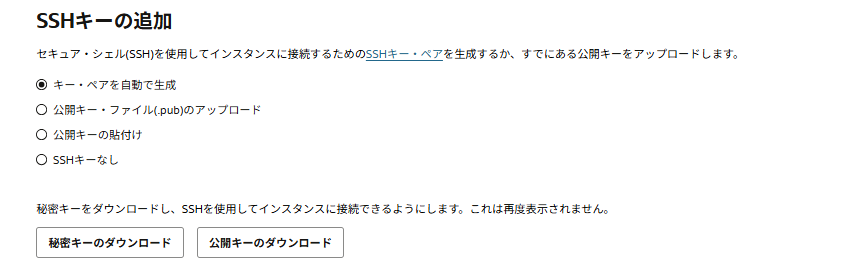 SSHキーの追加
セキュア・シェル(SSH)を使用してインスタンスに接続するためのSSHキー・ペアを生成するか、すでにある公開キーをアップロードします。
キー・ペアを自動で生成
公開キー・ファイル(.pub)のアップロード
公開キーの貼付け
SSHキーなし
秘密キーをダウンロードし、SSHを使用してインスタンスに接続できるようにします。これは再度表示されません。
秘密キーのダウンロード 公開キーのダウンロード